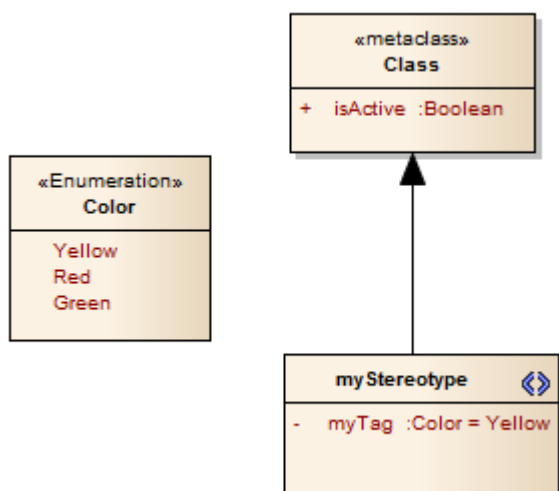 «metaclass»
Class
+ isActive :Boolean
«Enumeration»
Color
Yellow
Red
Green
myStereotype
- myTag :Color = Yellow